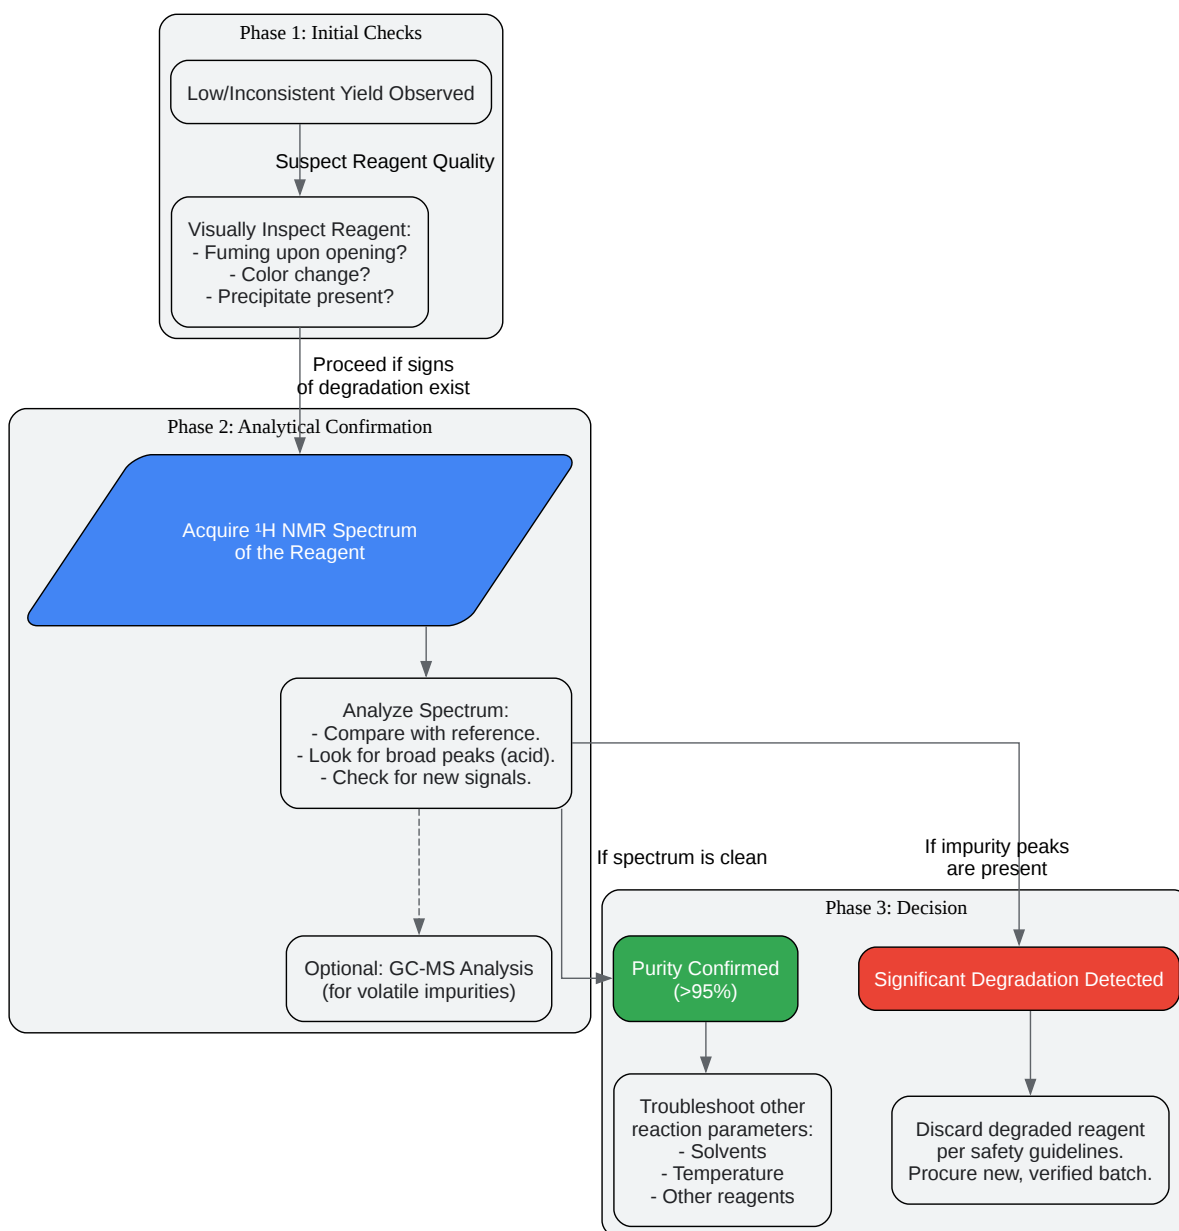 Phase 1: Initial Checks
Low/Inconsistent Yield Observed
Suspect Reagent Quality
Visually Inspect Reagent:
- Fuming upon opening?
- Color change?
- Precipitate present?
Proceed if signs
of degradation exist
Phase 2: Analytical Confirmation
Acquire ¹H NMR Spectrum
of the Reagent
Analyze Spectrum:
- Compare with reference.
- Look for broad peaks (acid).
- Check for new signals.
If spectrum is clean
If impurity peaks
are present
Optional: GC-MS Analysis
(for volatile impurities)
Phase 3: Decision
Purity Confirmed
(>95%)
Significant Degradation Detected
Troubleshoot other
reaction parameters:
- Solvents
- Temperature
- Other reagents
Discard degraded reagent
per safety guidelines.
Procure new, verified batch.